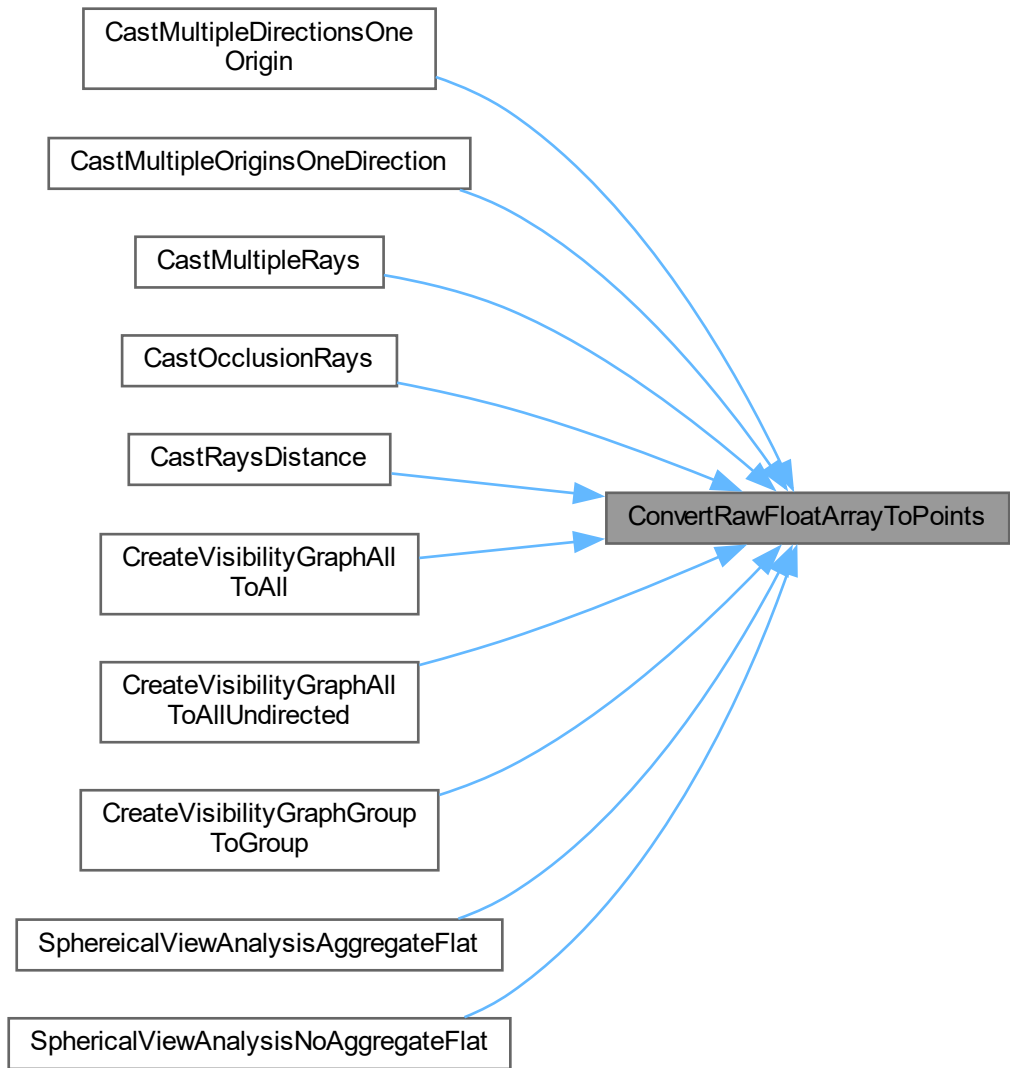 CastMultipleDirectionsOne
Origin
CastMultipleOriginsOneDirection
CastMultipleRays
CastOcclusionRays
CastRaysDistance
ConvertRawFloatArrayToPoints
CreateVisibilityGraphAll
ToAll
CreateVisibilityGraphAll
ToAllUndirected
CreateVisibilityGraphGroup
ToGroup
SphereicalViewAnalysisAggregateFlat
SphericalViewAnalysisNoAggregateFlat